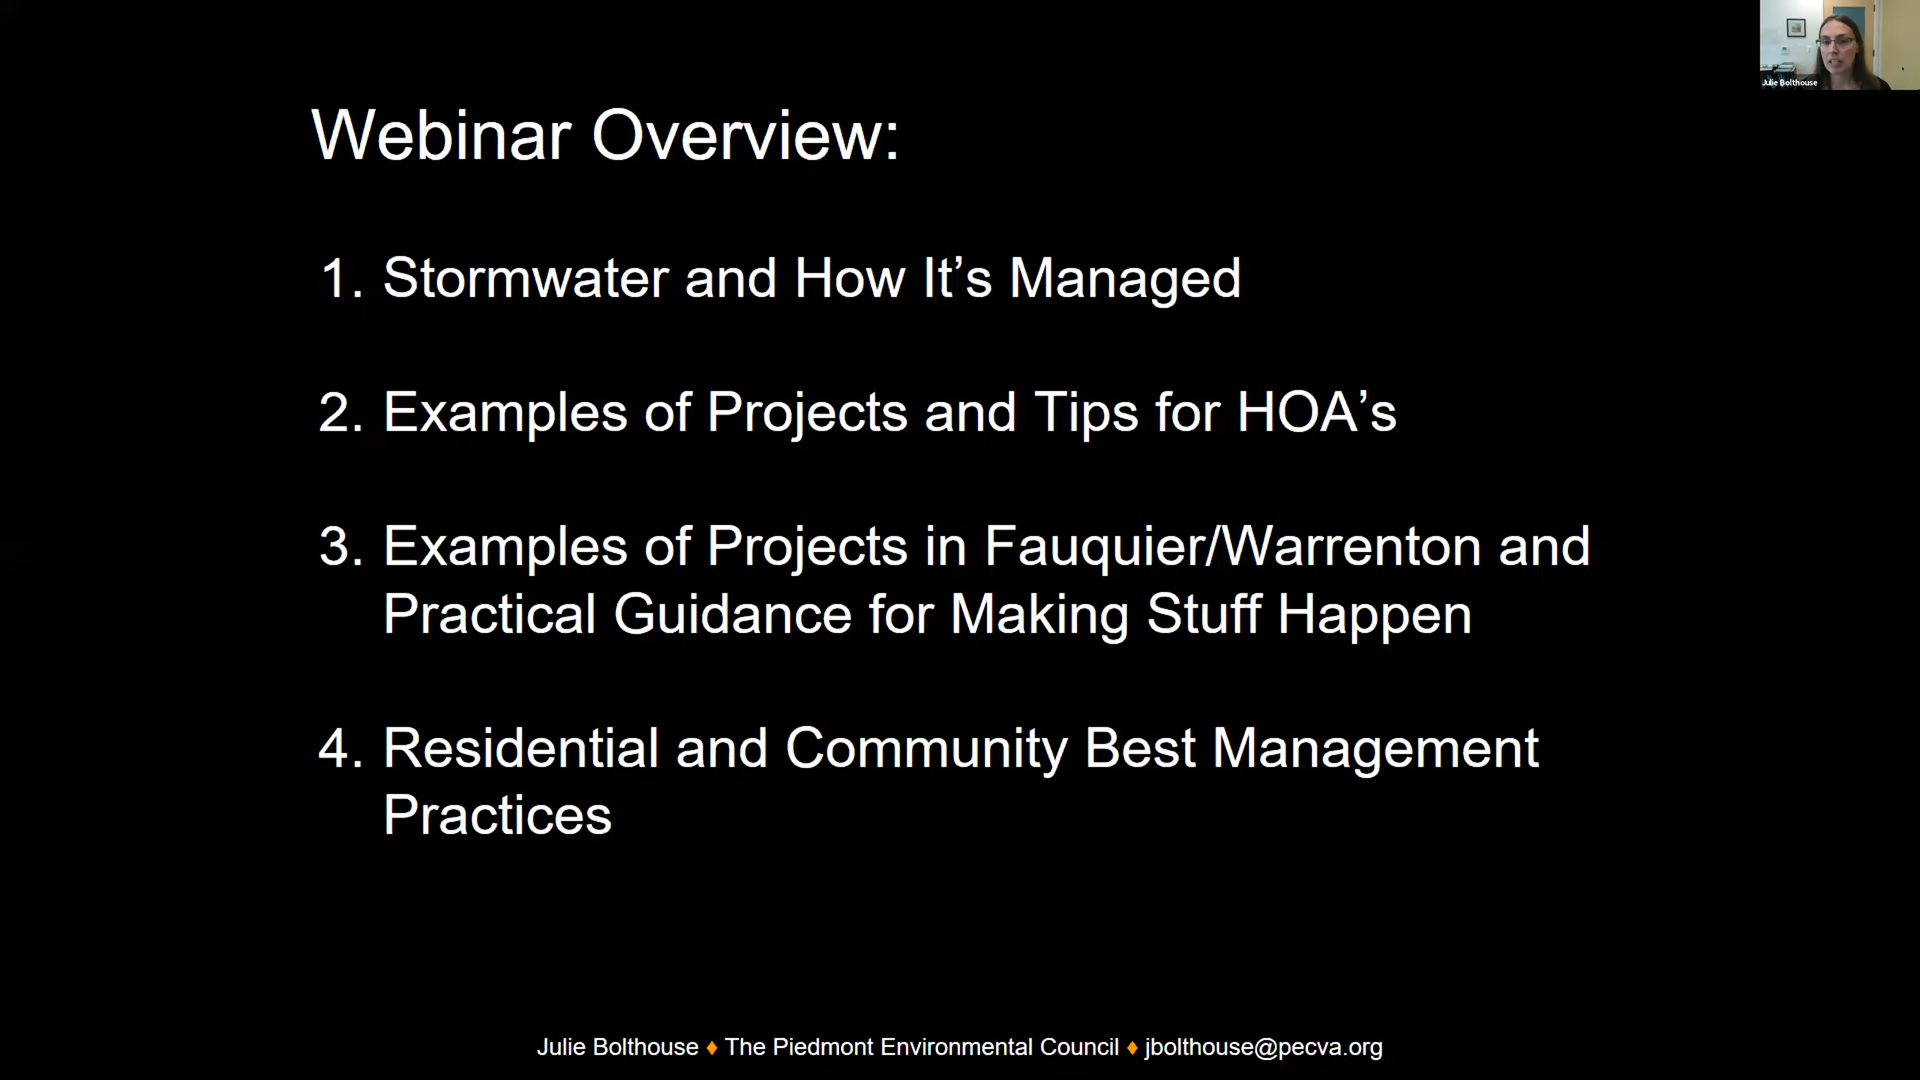 Julie Bolthouse
Webinar Overview:
1. Stormwater and How It’s Managed
2. Examples of Projects and Tips for HOA’s
3. Examples of Projects in Fauquier/Warrenton and
Practical Guidance for Making Stuff Happen
4. Residential and Community Best Management
Practices
Julie Bolthouse ♦ The Piedmont Environmental Council ♦ jbolthouse@pecva.org